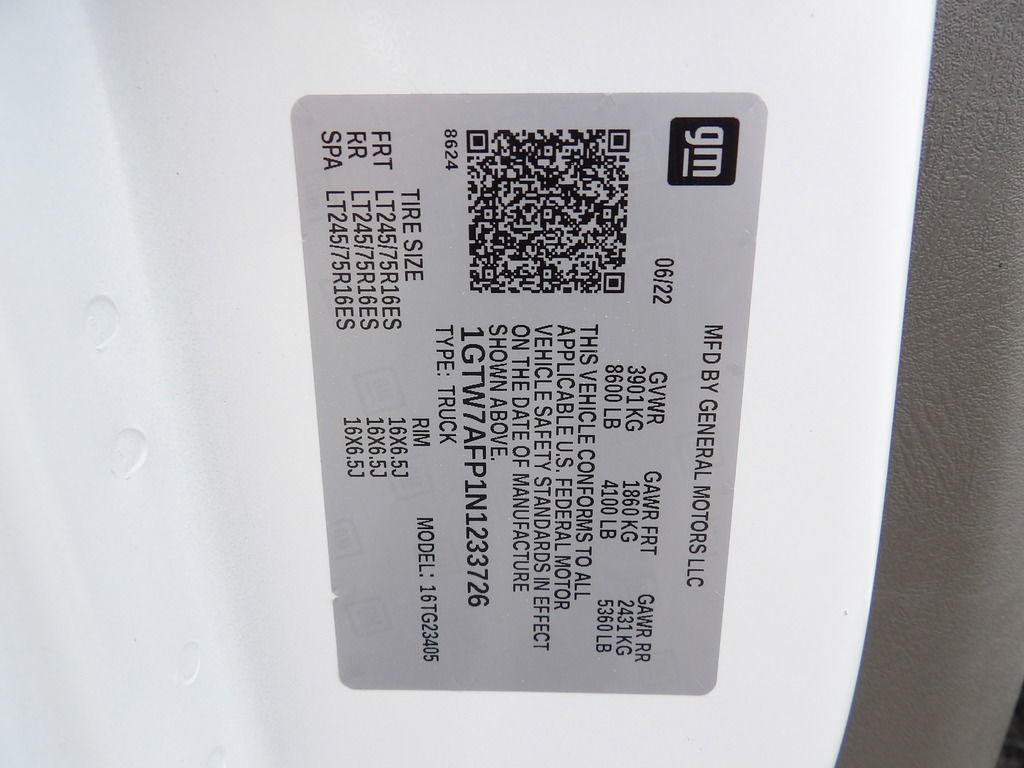 gm
MFD BY GENERAL MOTORS LLC
06/22
GVWR GAWR FRT GAWR RR
3901 KG 1860 KG 2431 KG
8600 LB 4100 LB 5360 LB
THIS VEHICLE CONFORMS TO ALL
APPLICABLE U.S. FEDERAL MOTOR
VEHICLE SAFETY STANDARDS IN EFFECT
ON THE DATE OF MANUFACTURE
SHOWN ABOVE.
1GTW7AFP1N1233726
8624
TYPE: TRUCK MODEL: 16TG23405
TIRE SIZE RIM
FRT LT245/75R16ES 16X6.5J
RR LT245/75R16ES 16X6.5J
SPA LT245/75R16ES 16X6.5J